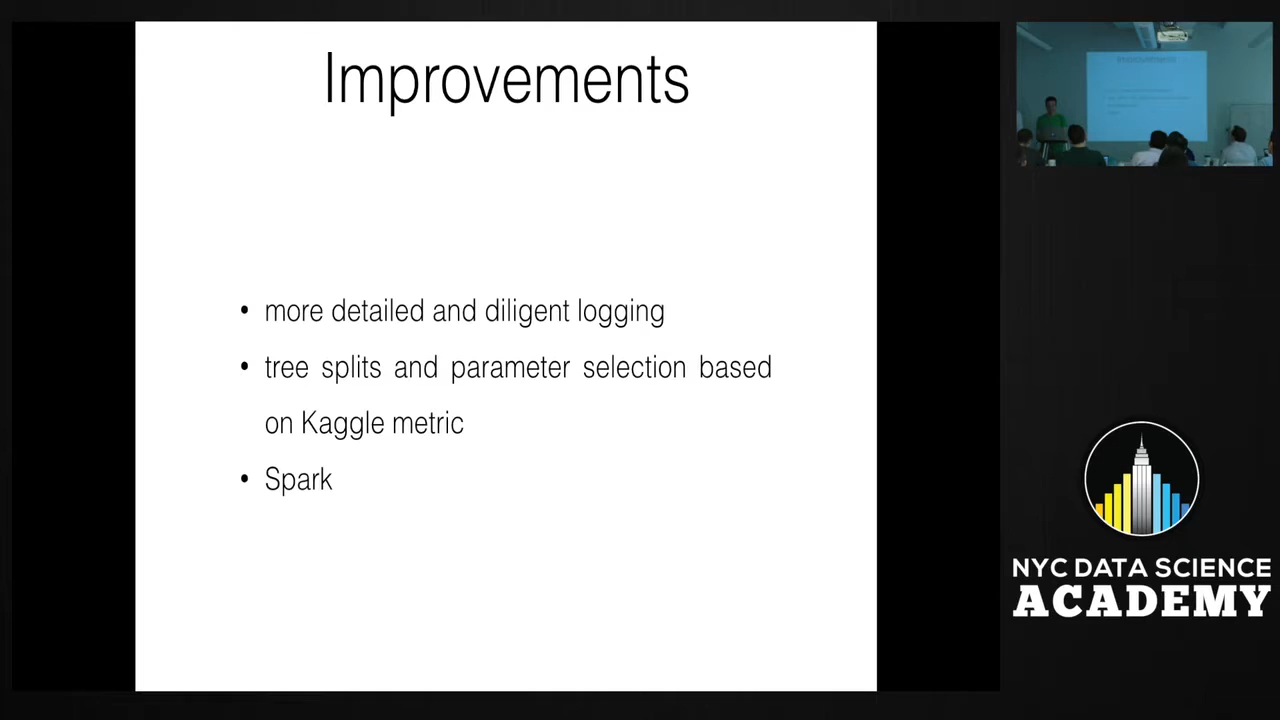 Improvements
• more detailed and diligent logging
• tree splits and parameter selection based
on Kaggle metric
• Spark
NYC DATA SCIENCE
ACADEMY